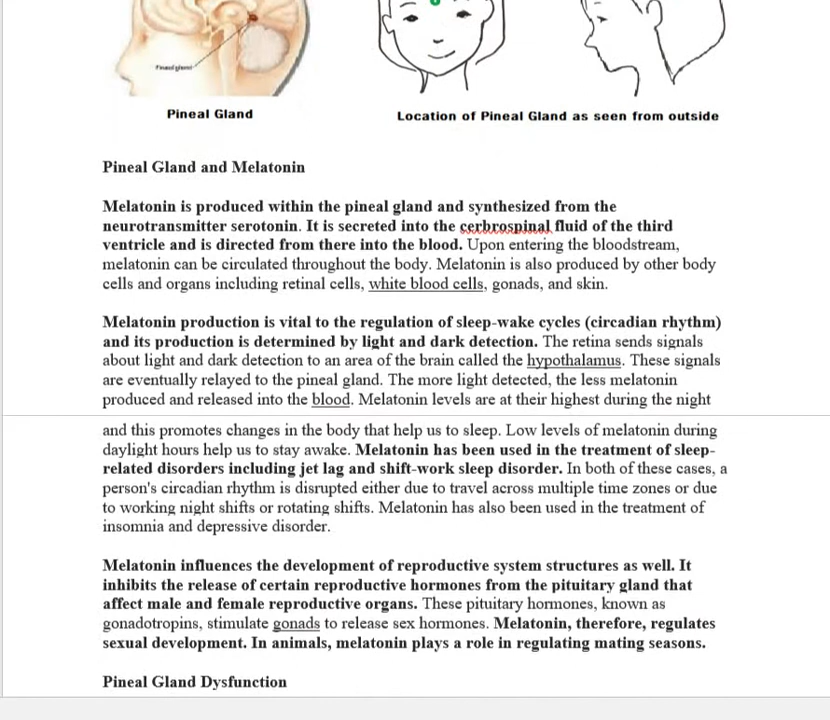 Pineal gland
Pineal Gland
Location of Pineal Gland as seen from outside
Pineal Gland and Melatonin
Melatonin is produced within the pineal gland and synthesized from the
neurotransmitter serotonin. It is secreted into the cerbrospinal fluid of the third
ventricle and is directed from there into the blood. Upon entering the bloodstream,
melatonin can be circulated throughout the body. Melatonin is also produced by other body
cells and organs including retinal cells, white blood cells, gonads, and skin.
Melatonin production is vital to the regulation of sleep-wake cycles (circadian rhythm)
and its production is determined by light and dark detection. The retina sends signals
about light and dark detection to an area of the brain called the hypothalamus. These signals
are eventually relayed to the pineal gland. The more light detected, the less melatonin
produced and released into the blood. Melatonin levels are at their highest during the night
and this promotes changes in the body that help us to sleep. Low levels of melatonin during
daylight hours help us to stay awake. Melatonin has been used in the treatment of sleep-
related disorders including jet lag and shift-work sleep disorder. In both of these cases, a
person's circadian rhythm is disrupted either due to travel across multiple time zones or due
to working night shifts or rotating shifts. Melatonin has also been used in the treatment of
insomnia and depressive disorder.
Melatonin influences the development of reproductive system structures as well. It
inhibits the release of certain reproductive hormones from the pituitary gland that
affect male and female reproductive organs. These pituitary hormones, known as
gonadotropins, stimulate gonads to release sex hormones. Melatonin, therefore, regulates
sexual development. In animals, melatonin plays a role in regulating mating seasons.
Pineal Gland Dysfunction